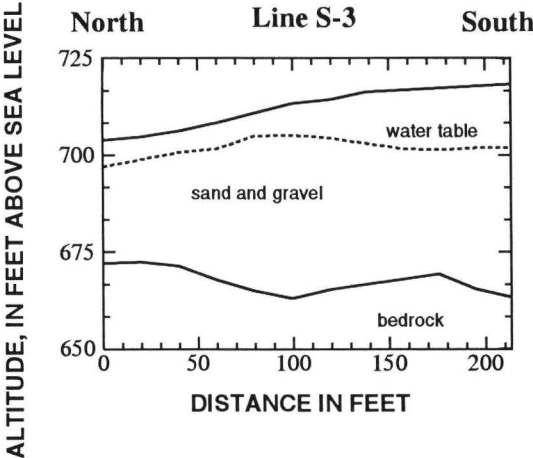 North Line S-3 South
ALTITUDE, IN FEET ABOVE SEA LEVEL
725
700
675
650
water table
sand and gravel
bedrock
0 50 100 150 200
DISTANCE IN FEET